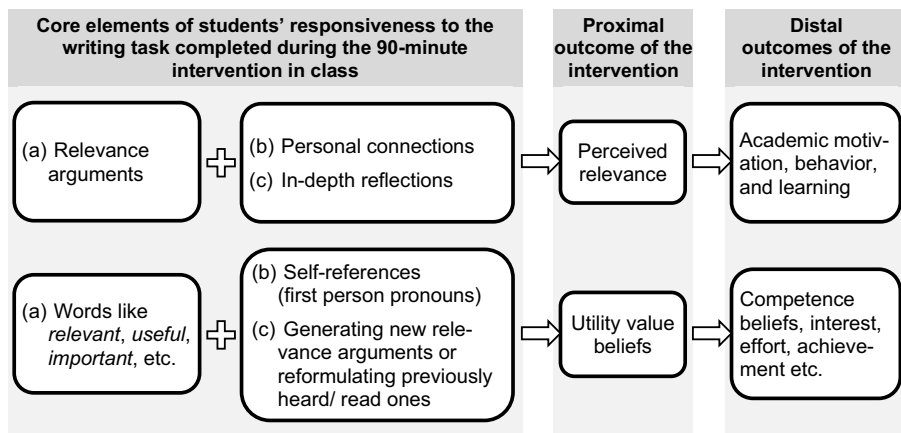 Core elements of students’ responsiveness to the
writing task completed during the 90-minute
intervention in class
Proximal
outcome of the
intervention
Distal
outcomes of the
intervention
(a) Relevance
arguments
(b) Personal connections
(c) In-depth reflections
Perceived
relevance
Academic motiv-
ation, behavior,
and learning
(a) Words like
relevant, useful,
important, etc.
(b) Self-references
(first person pronouns)
(c) Generating new rele-
vance arguments or
reformulating previously
heard/ read ones
Utility value
beliefs
Competence
beliefs, interest,
effort, achieve-
ment etc.